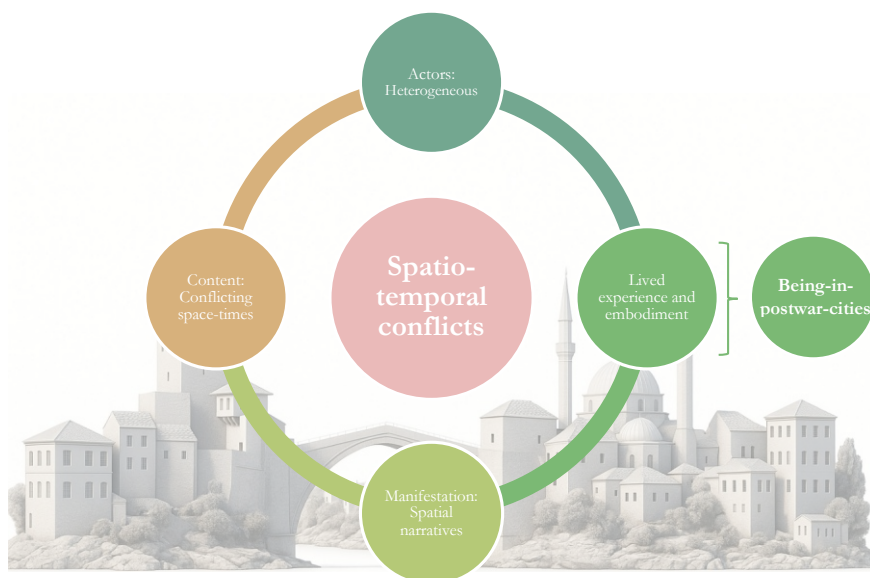 Actors:
Heterogeneous
Content:
Conflicting
space-times
Spatio-
temporal
conflicts
Lived
experience and
embodiment
Being-in-
postwar-cities
Manifestation:
Spatial
narratives